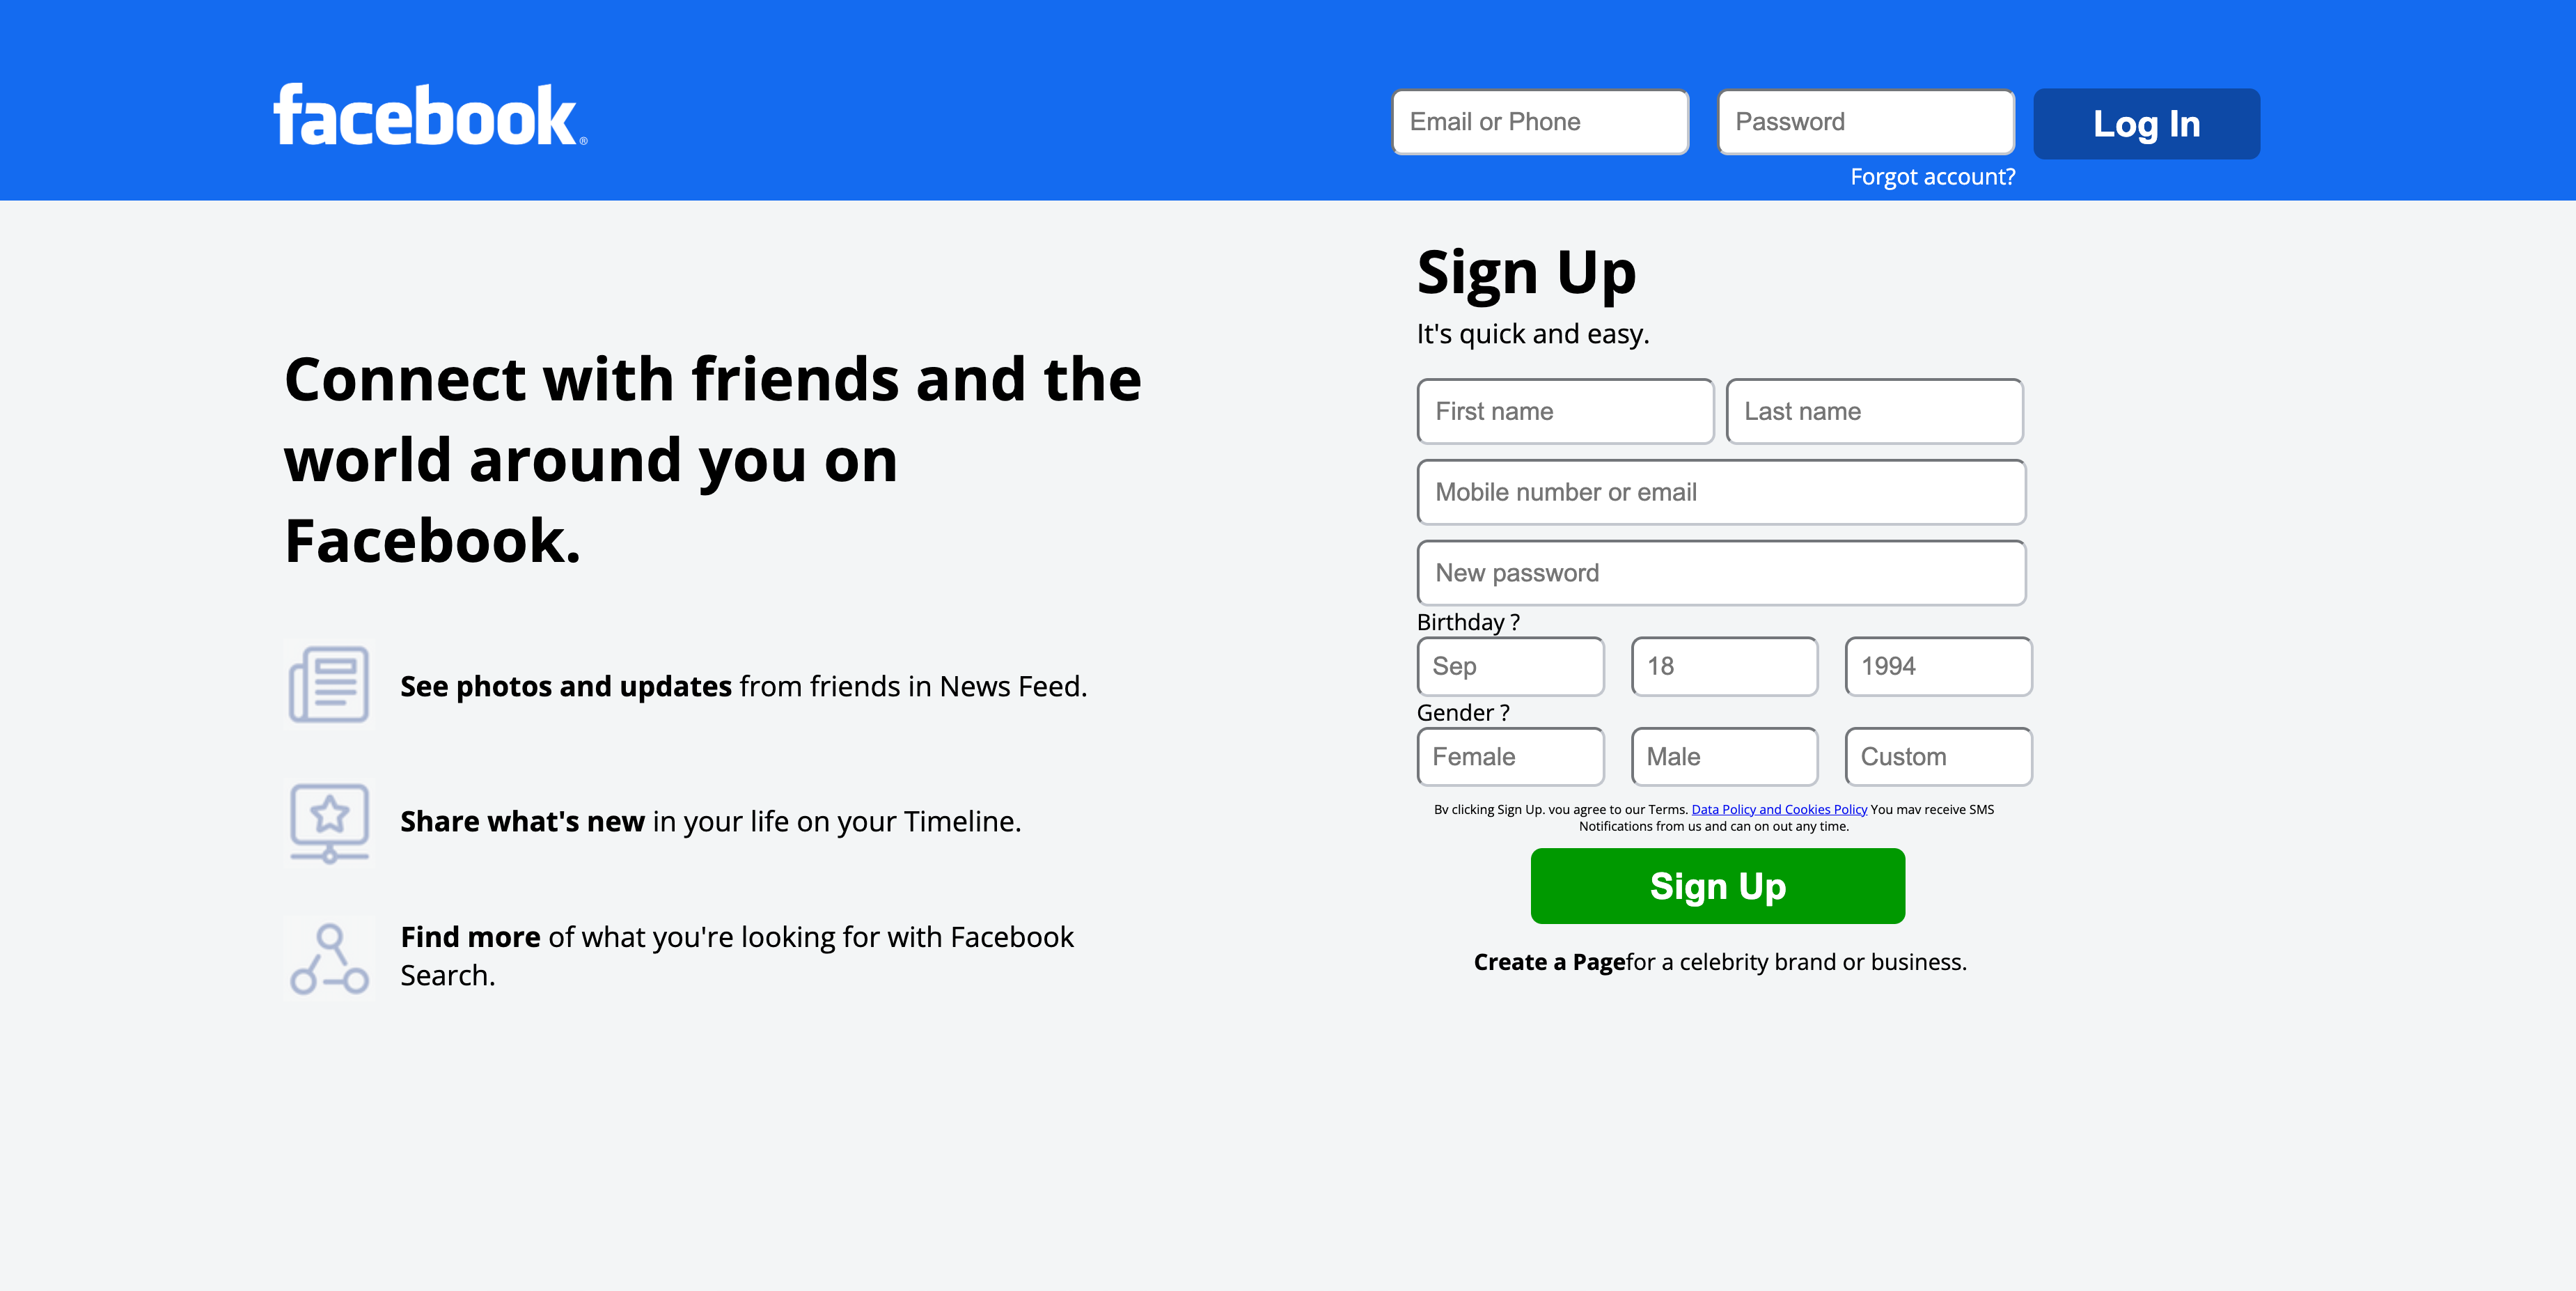 facebook®
Email or Phone
Password
Log In
Forgot account?
Connect with friends and the
world around you on
Facebook.
See photos and updates from friends in News Feed.
Share what's new in your life on your Timeline.
Find more of what you're looking for with Facebook
Search.
Sign Up
It's quick and easy.
First name
Last name
Mobile number or email
New password
Birthday ?
Sep
18
1994
Gender ?
Female
Male
Custom
Bv clicking Sign Up. vou agree to our Terms. Data Policy and Cookies Policy You mav receive SMS
Notifications from us and can on out any time.
Sign Up
Create a Pagefor a celebrity brand or business.